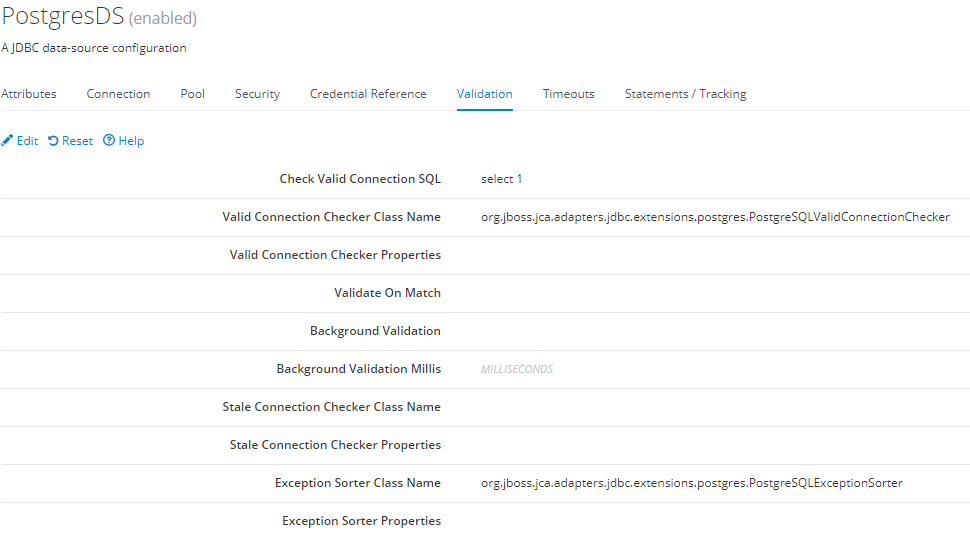 PostgresDS (enabled)
A JDBC data-source configuration
Attributes Connection Pool Security Credential Reference Validation Timeouts Statements / Tracking
Edit Reset Help
Check Valid Connection SQL select 1
Valid Connection Checker Class Name org.jboss.jca.adapters.jdbc.extensions.postgres.PostgreSQLValidConnectionChecker
Valid Connection Checker Properties
Validate On Match
Background Validation
Background Validation Millis MILLISECONDS
Stale Connection Checker Class Name
Stale Connection Checker Properties
Exception Sorter Class Name org.jboss.jca.adapters.jdbc.extensions.postgres.PostgreSQLExceptionSorter
Exception Sorter Properties